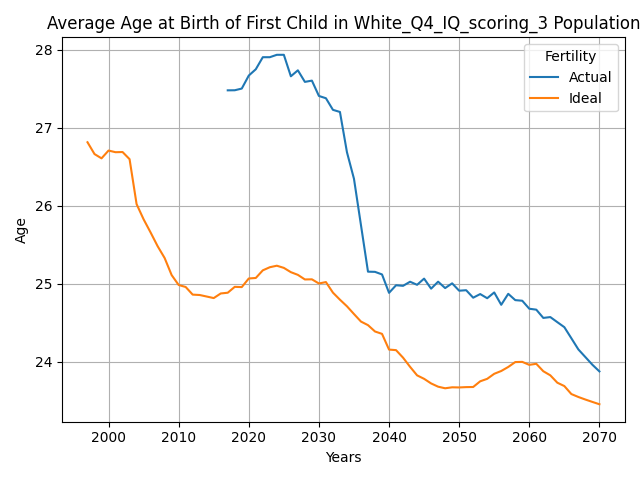 Average Age at Birth of First Child in White_Q4_IQ_scoring_3 Population
Fertility
Actual
Ideal
28
27
26
25
24
Age
2000 2010 2020 2030 2040 2050 2060 2070
Years